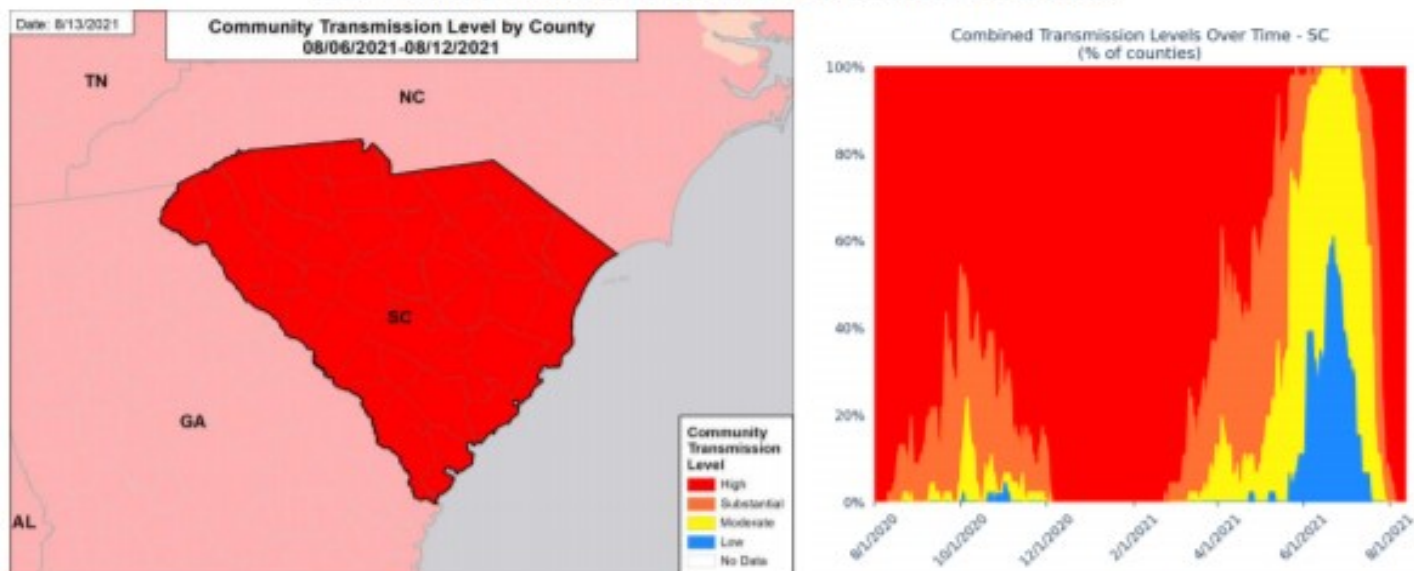 Date: 8/13/2021
Community Transmission Level by County
08/06/2021-08/12/2021
TN
NC
SC
GA
AL
Community
Transmission
Level
High
Substantial
Moderate
Low
No Data
Combined Transmission Levels Over Time - SC
(% of counties)
100%
80%
60%
40%
20%
0%
8/1/2020
10/1/2020
12/1/2020
2/1/2021
4/1/2021
6/1/2021
8/1/2021